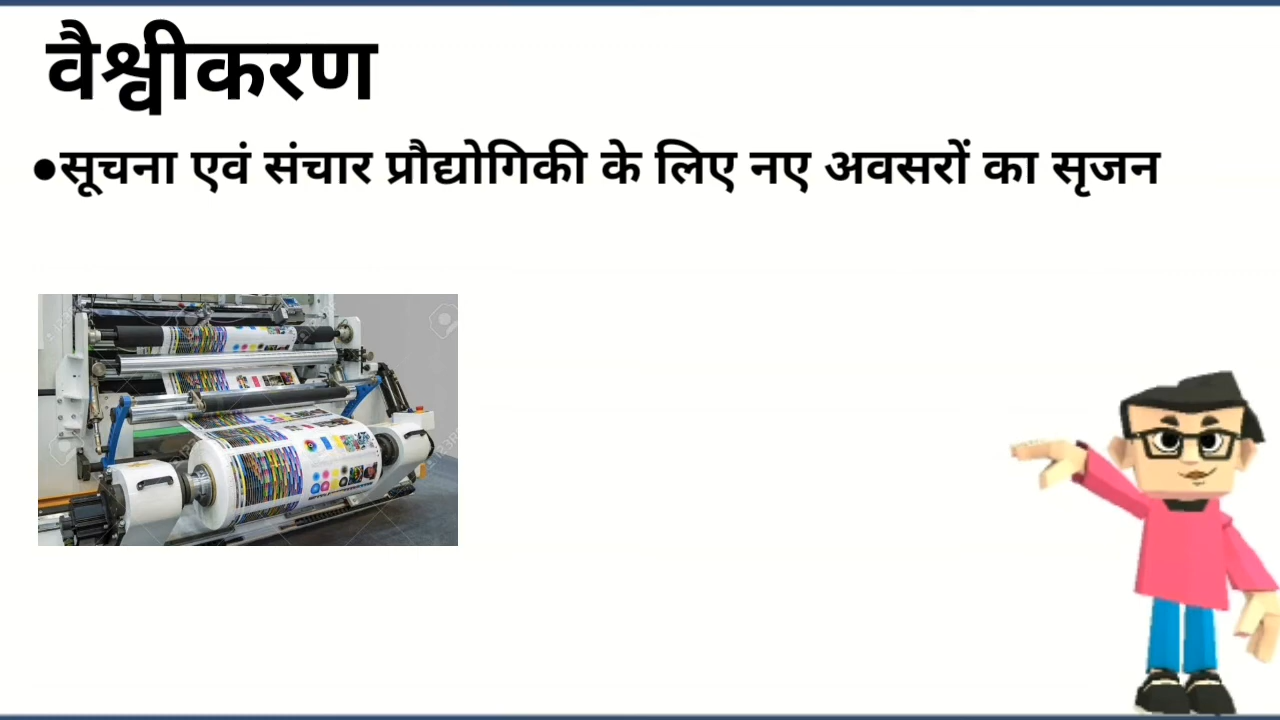 वैश्वीकरण
•सूचना एवं संचार प्रौद्योगिकी के लिए नए अवसरों का सृजन